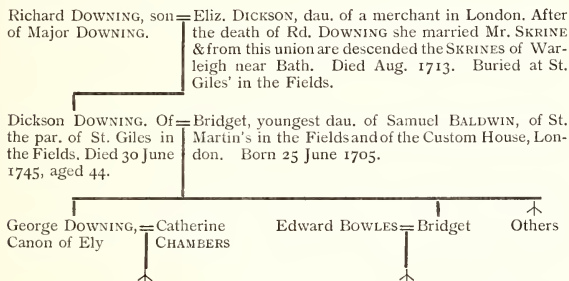 Richard DOWNING, son = Eliz. DICKSON, dau. of a merchant in London. After
of Major DOWNING. the death of Rd. DOWNING she married Mr. SKRINE
& from this union are descended the SKRINES of War-
leigh near Bath. Died Aug. 1713. Buried at St.
Giles' in the Fields.
Dickson DOWNING. Of = Bridget, youngest dau. of Samuel BALDWIN, of St.
the par. of St. Giles in Martin's in the Fields and of the Custom House, Lon-
the Fields. Died 30 June don. Born 25 June 1705.
1745, aged 44.
George DOWNING, = Catherine Edward BOWLES = Bridget Others
Canon of Ely CHAMBERS